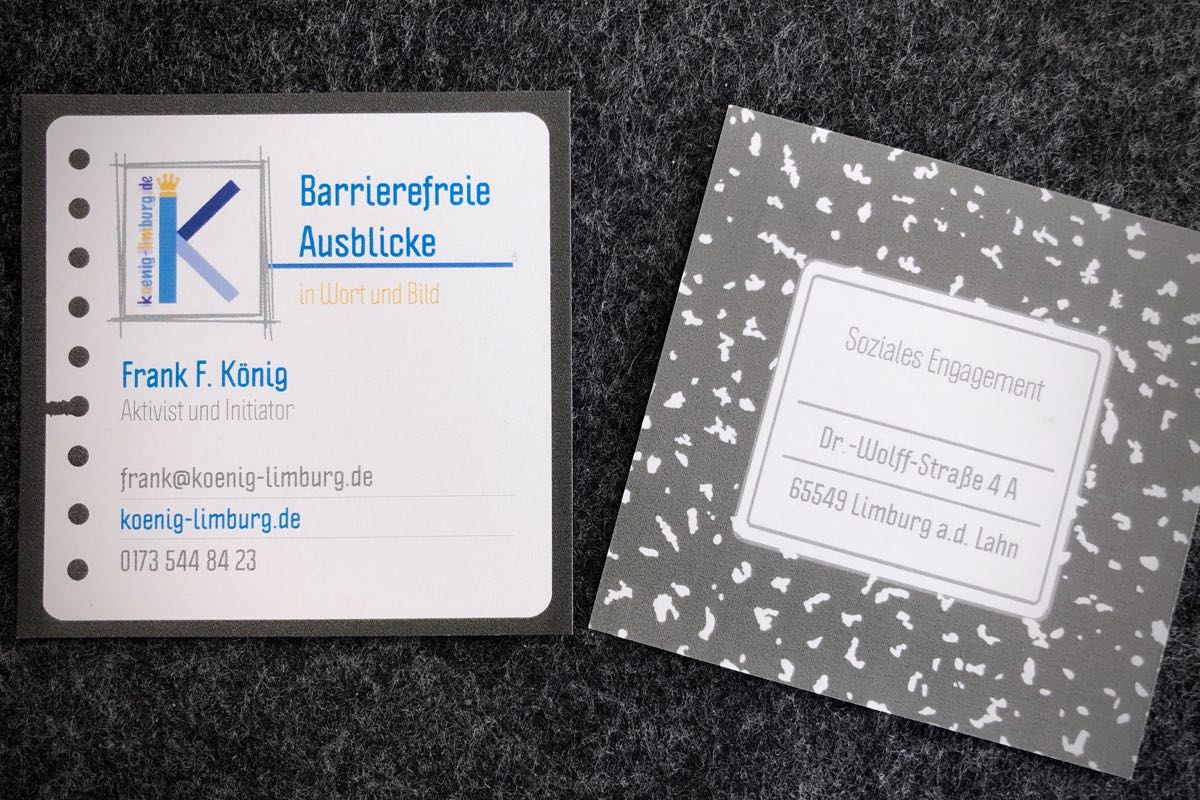 koenig-limburg.de
Barrierefreie
Ausblicke
in Wort und Bild
Frank F. König
Aktivist und Initiator
frank@koenig-limburg.de
koenig-limburg.de
0173 544 84 23
Soziales Engagement
Dr.-Wolff-Straße 4 A
65549 Limburg a.d. Lahn